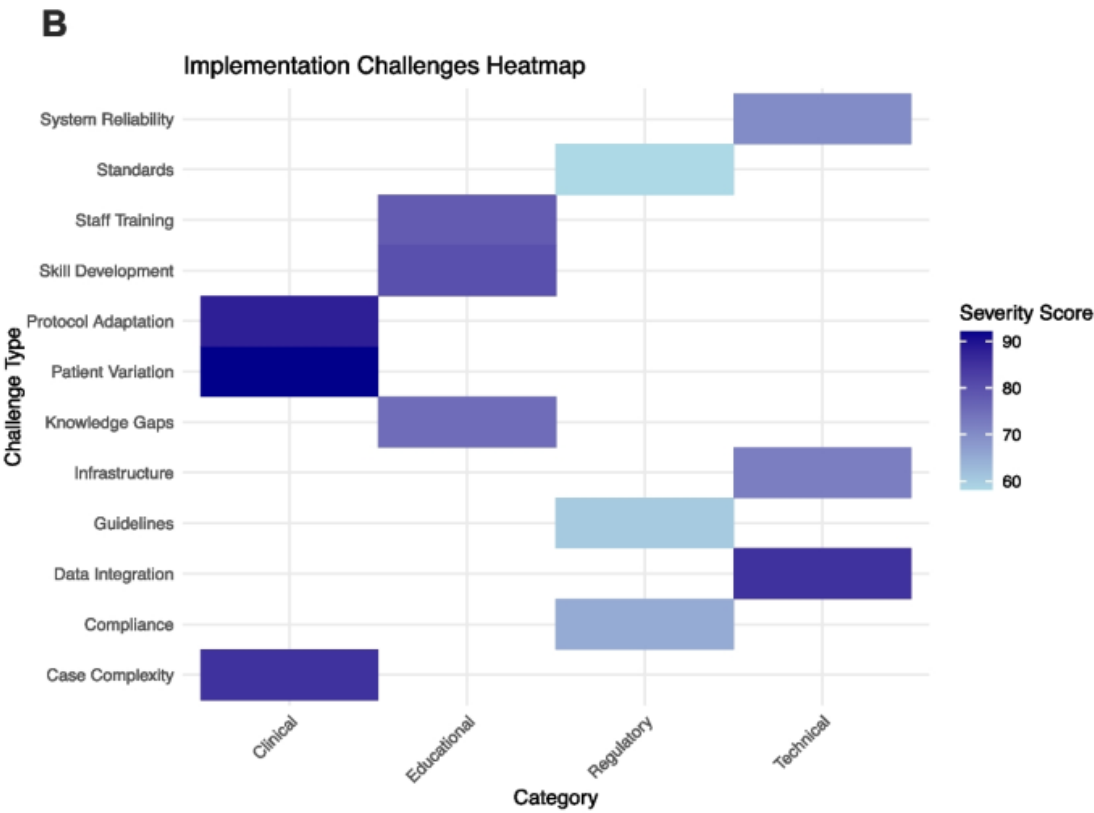 B
Implementation Challenges Heatmap
System Reliability
Standards
Staff Training
Skill Development
Protocol Adaptation
Patient Variation
Knowledge Gaps
Infrastructure
Guidelines
Data Integration
Compliance
Case Complexity
Challenge Type
Clinical
Educational
Regulatory
Technical
Category
Severity Score
90
80
70
60